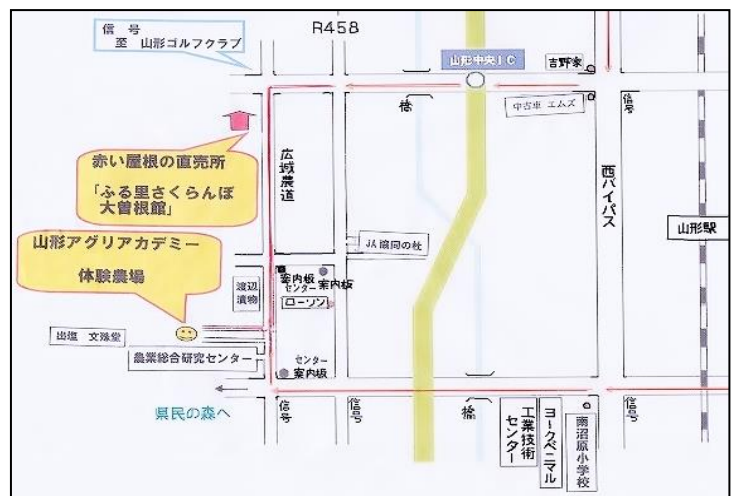 信 号
至 山形ゴルフクラブ
R458
山形中央IC
吉野家
橋
中古車 エムズ
信号
赤い屋根の直売所
「ふる里さくらんぼ
大曽根館」
広域農道
西バイパス
山形駅
山形アグリアカデミー
体験農場
JA 協同の杜
渡辺
漬物
案内板
センター
案内板
ローソン
出塩 文殊堂
農業総合研究センター
センター
案内板
県民の森へ
信号
信号
橋
工業技術
センター
ヨークベニマル
南沼原小学校
信号